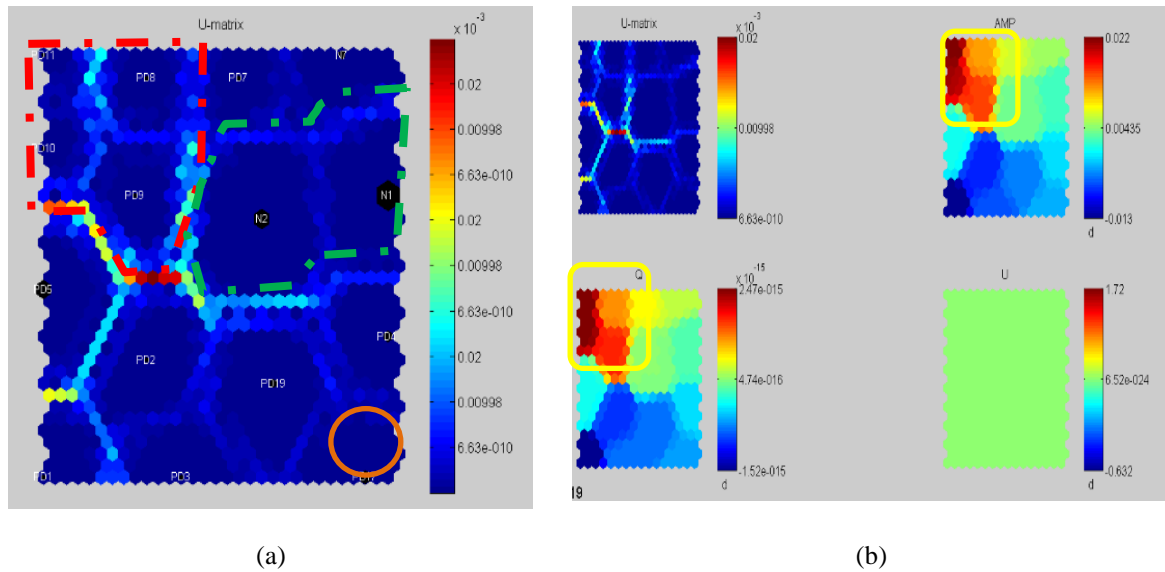 U-matrix
x 10⁻³
PD11
PD8
PD7
N7
0.02
0.00998
6.63e-010
0.02
0.00998
6.63e-010
0.02
0.00998
6.63e-010
PD10
PD9
N1
N2
PD5
PD4
PD2
PD19
PD1
PD3
(a)
U-matrix
x 10⁻³
0.02
0.00998
6.63e-010
AMP
0.022
0.00435
-0.013
d
Q
x 10⁻¹⁵
2.47e-015
4.74e-016
-1.52e-015
d
U
1.72
6.52e-024
-0.632
d
19
(b)